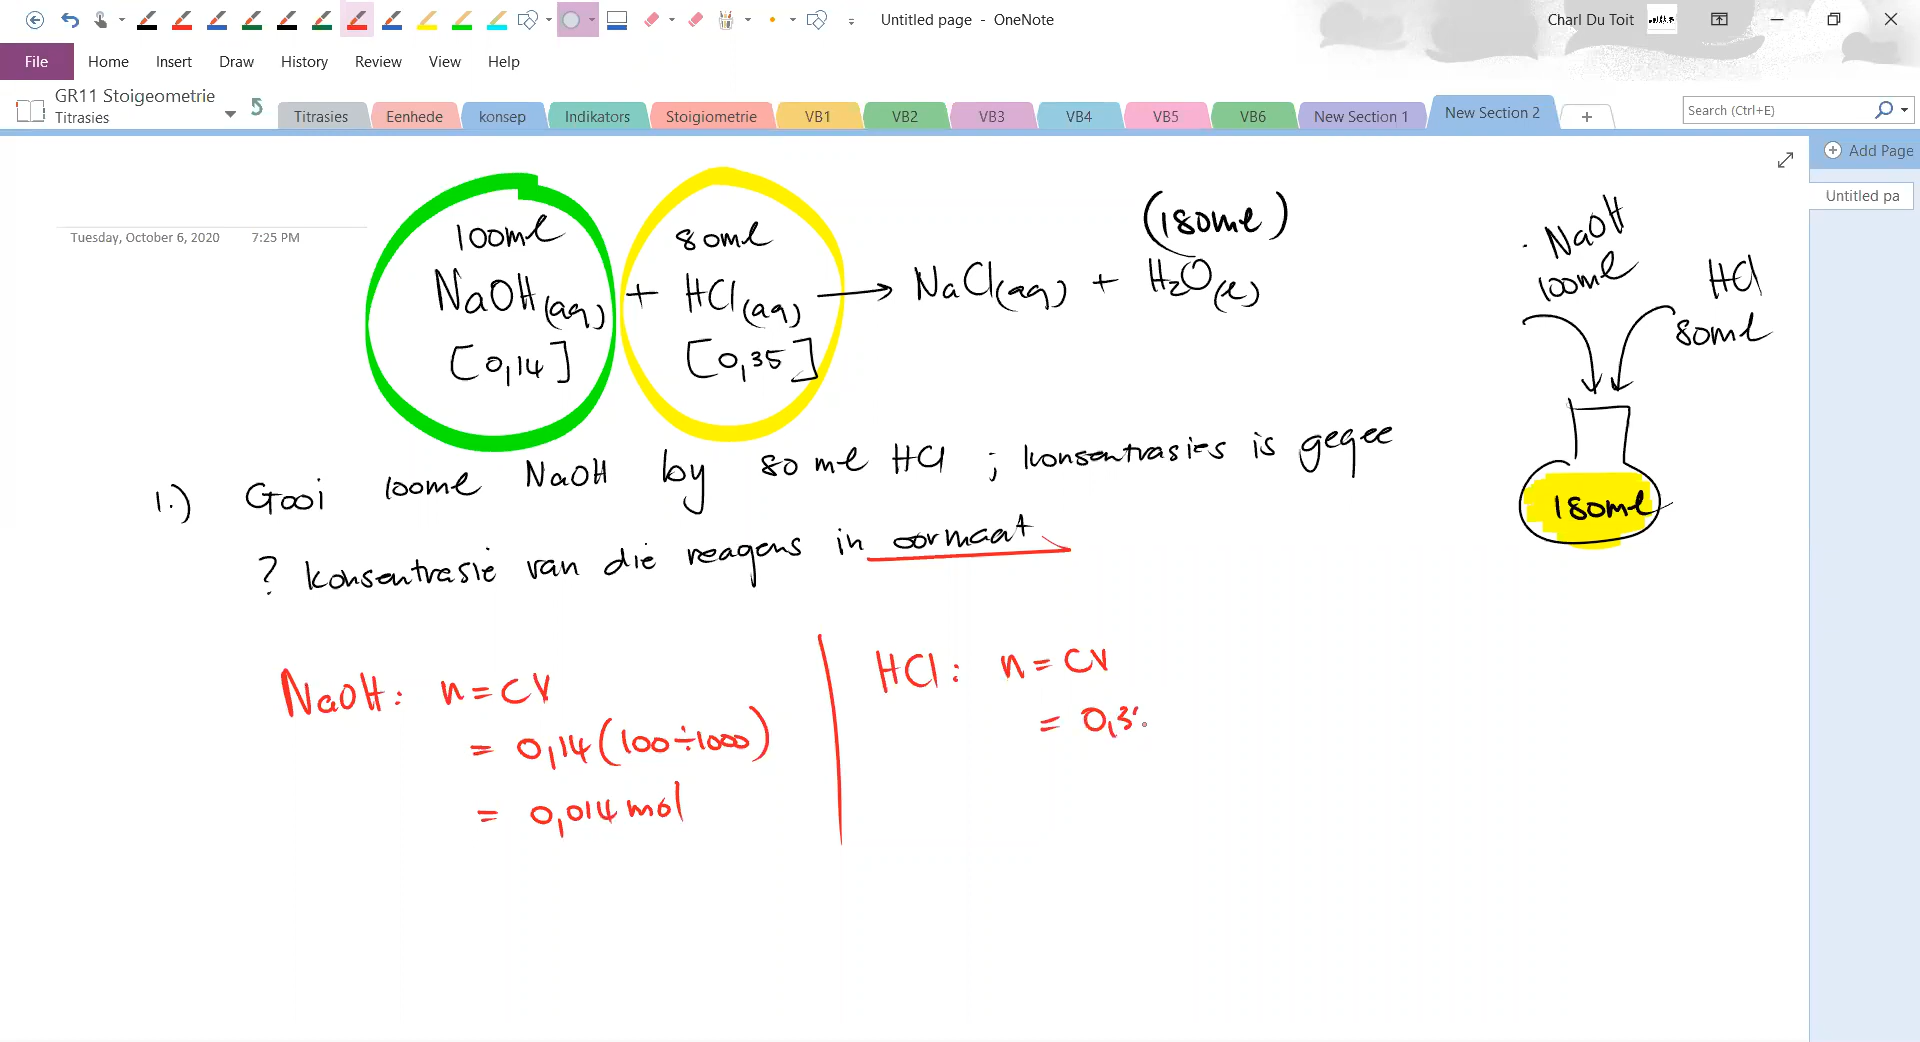 Untitled page - OneNote
Charl Du Toit
File Home Insert Draw History Review View Help
GR11 Stoigeometrie
Titrasies
Titrasies Eenhede konsep Indikators Stoigiometrie VB1 VB2 VB3 VB4 VB5 VB6 New Section 1 New Section 2 +
Search (Ctrl+E)
Add Page
Untitled pa
Tuesday, October 6, 2020 7:25 PM
100ml 80ml (180ml)
NaOH(aq) + HCl(aq) → NaCl(aq) + H₂O(l)
[0,14] [0,35]
NaOH
100ml
HCl
80ml
180ml
1.) Gooi 100ml NaOH by 80ml HCl ; konsentrasies is gegee
? konsentrasie van die reagens in oormaat
NaOH: n = cV
= 0,14(100÷1000)
= 0,014 mol
HCl: n = cV
= 0,3